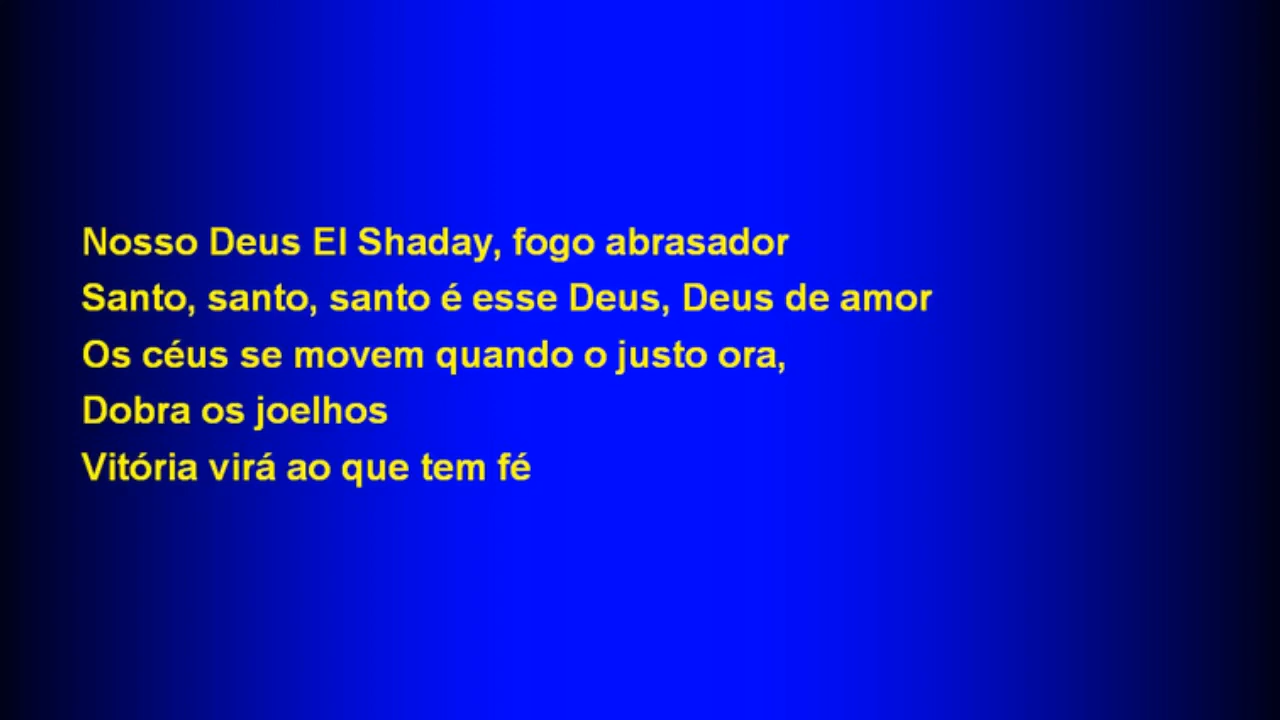 Nosso Deus El Shaday, fogo abrasador
Santo, santo, santo é esse Deus, Deus de amor
Os céus se movem quando o justo ora,
Dobra os joelhos
Vitória virá ao que tem fé